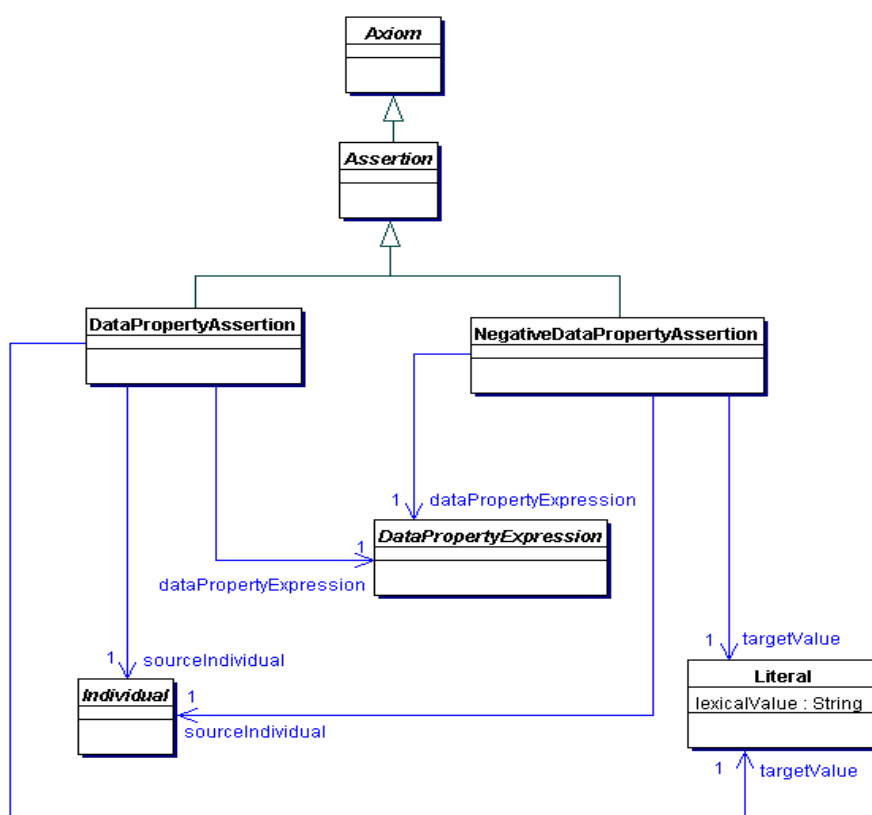 Axiom
Assertion
DataPropertyAssertion
NegativeDataPropertyAssertion
1 dataPropertyExpression
DataPropertyExpression
1
dataPropertyExpression
1 sourceIndividual
1 targetValue
Individual
1
sourceIndividual
Literal
lexicalValue : String
1 targetValue